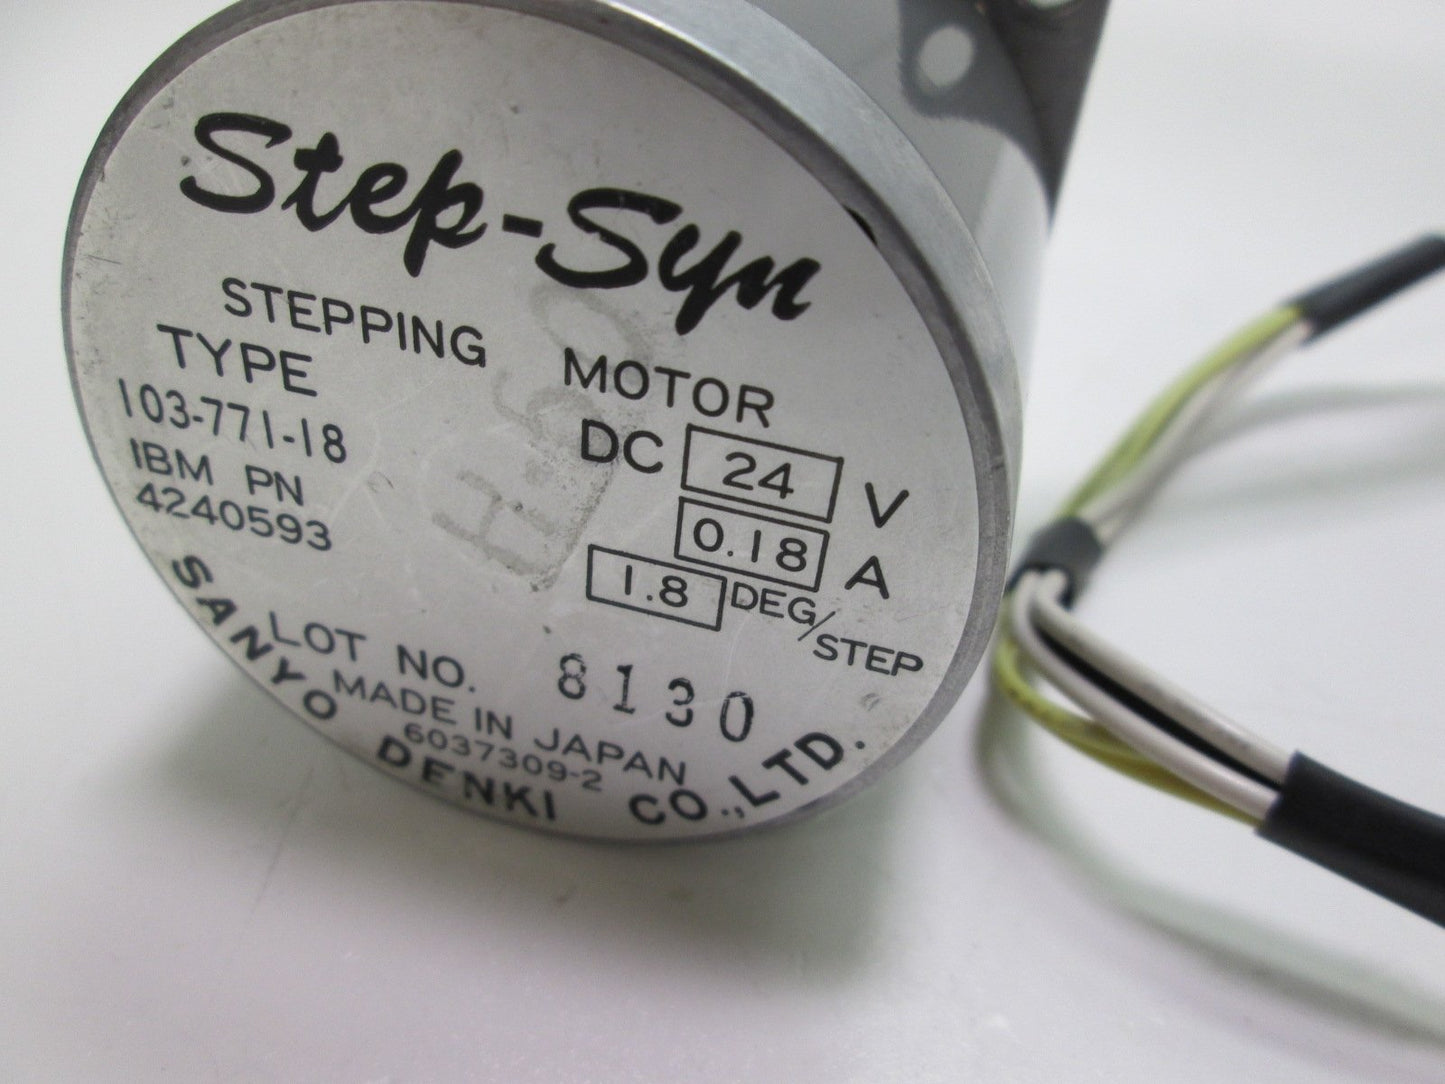 Step-Syn
STEPPING MOTOR
TYPE
103-771-18
IBM PN
4240593
DC 24 V
0.18 A
1.8 DEG/STEP
H-60
LOT NO. 8130
MADE IN JAPAN
6037309-2
SANYO DENKI CO.,LTD.